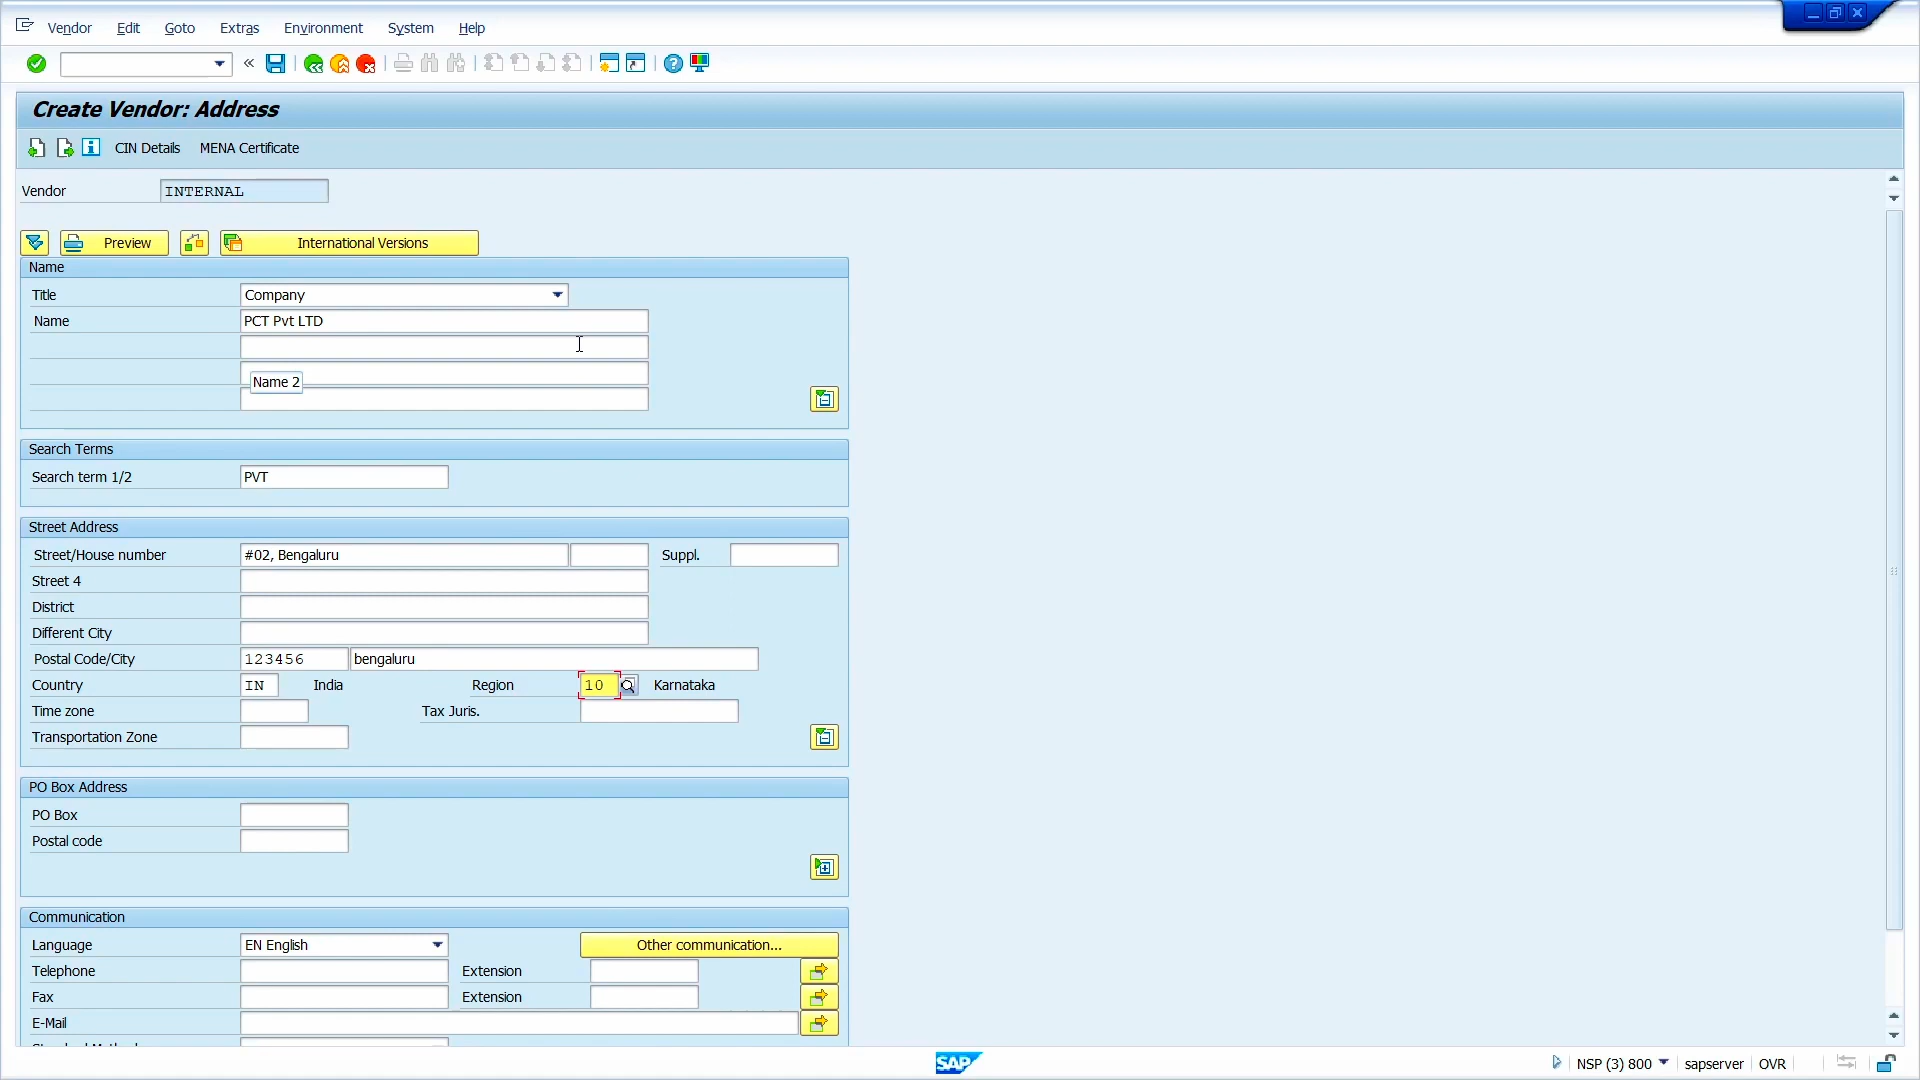 Vendor Edit Goto Extras Environment System Help
Create Vendor: Address
CIN Details MENA Certificate
Vendor INTERNAL
Preview International Versions
Name
Title Company
Name PCT Pvt LTD
Name 2
Search Terms
Search term 1/2 PVT
Street Address
Street/House number #02, Bengaluru Suppl.
Street 4
District
Different City
Postal Code/City 123456 bengaluru
Country IN India Region 10 Karnataka
Time zone Tax Juris.
Transportation Zone
PO Box Address
PO Box
Postal code
Communication
Language EN English Other communication...
Telephone Extension
Fax Extension
E-Mail
SAP NSP (3) 800 sapserver OVR